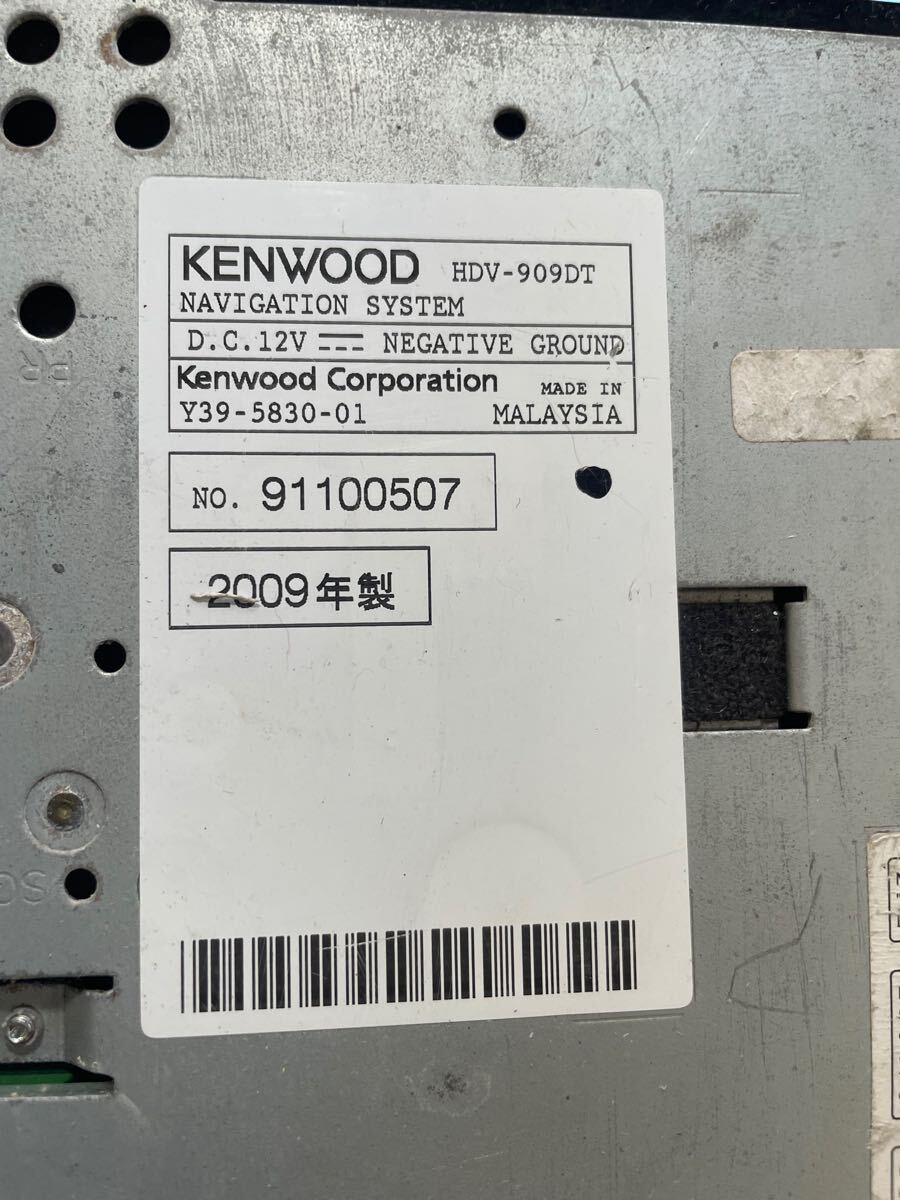 KENWOOD HDV-909DT
NAVIGATION SYSTEM
D.C.12V NEGATIVE GROUND
Kenwood Corporation MADE IN
Y39-5830-01 MALAYSIA
NO. 91100507
2009年製